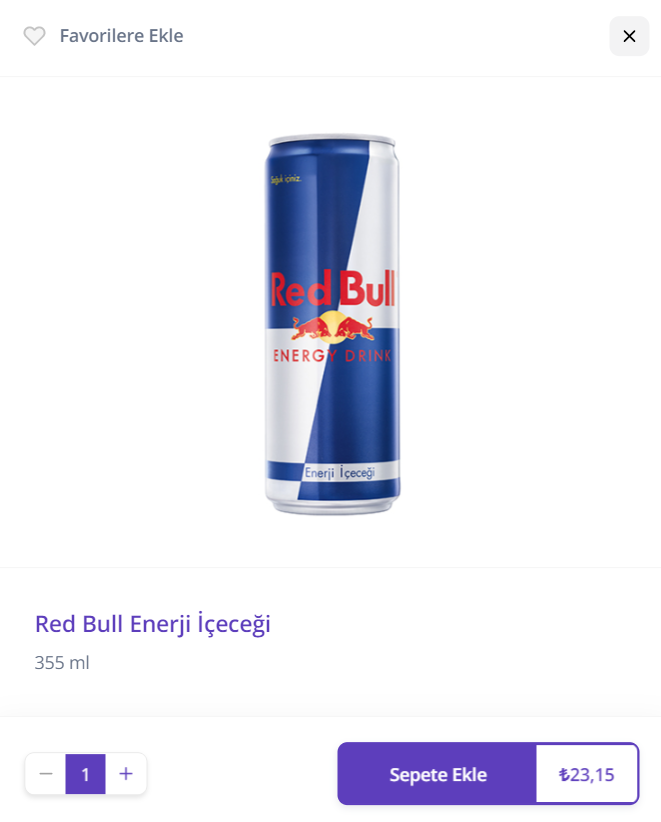 Favorilere Ekle
Soğuk içiniz.
Red Bull
ENERGY DRINK
Enerji İçeceği
Red Bull Enerji İçeceği
355 ml
1
Sepete Ekle
₺23,15